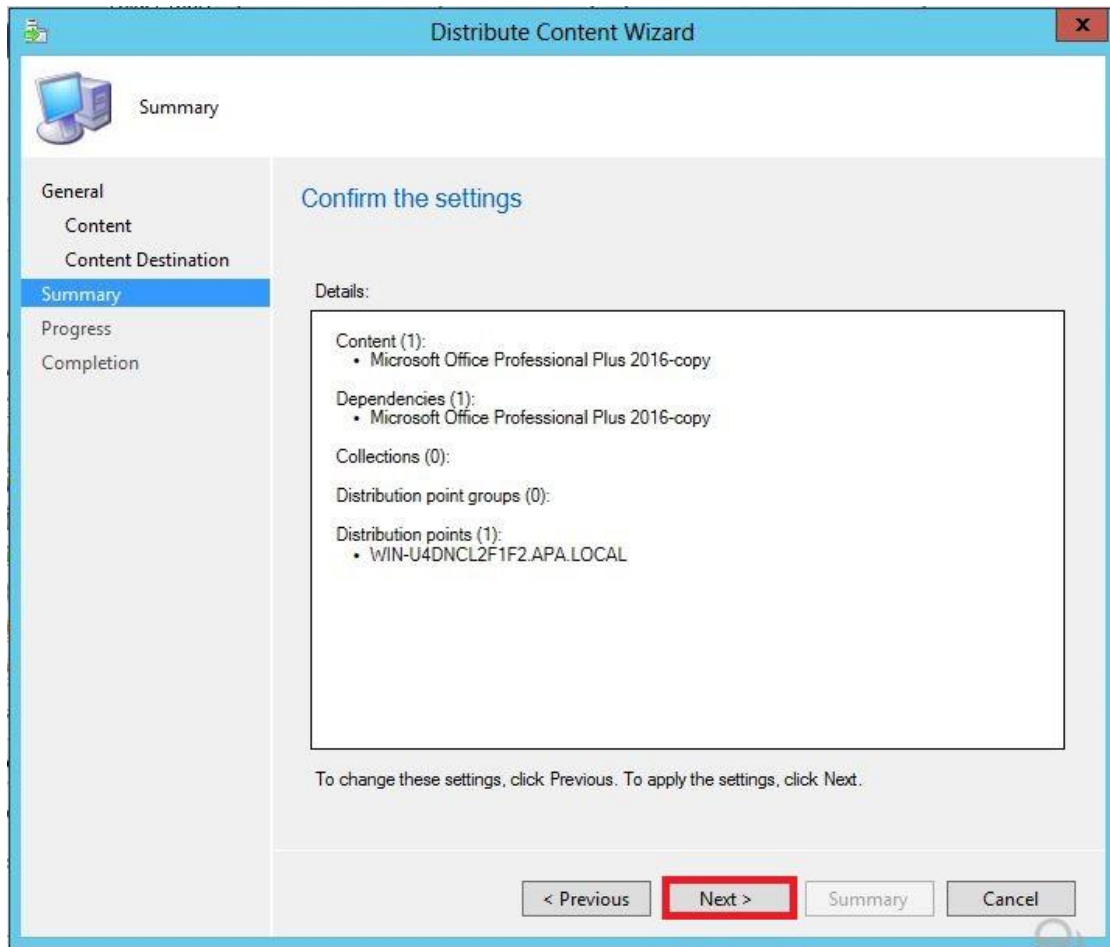 Distribute Content Wizard
x
Summary
General
Content
Content Destination
Summary
Progress
Completion
Confirm the settings
Details:
Content (1):
• Microsoft Office Professional Plus 2016-copy
Dependencies (1):
• Microsoft Office Professional Plus 2016-copy
Collections (0):
Distribution point groups (0):
Distribution points (1):
• WIN-U4DNCL2F1F2.APA.LOCAL
To change these settings, click Previous. To apply the settings, click Next.
< Previous Next > Summary Cancel